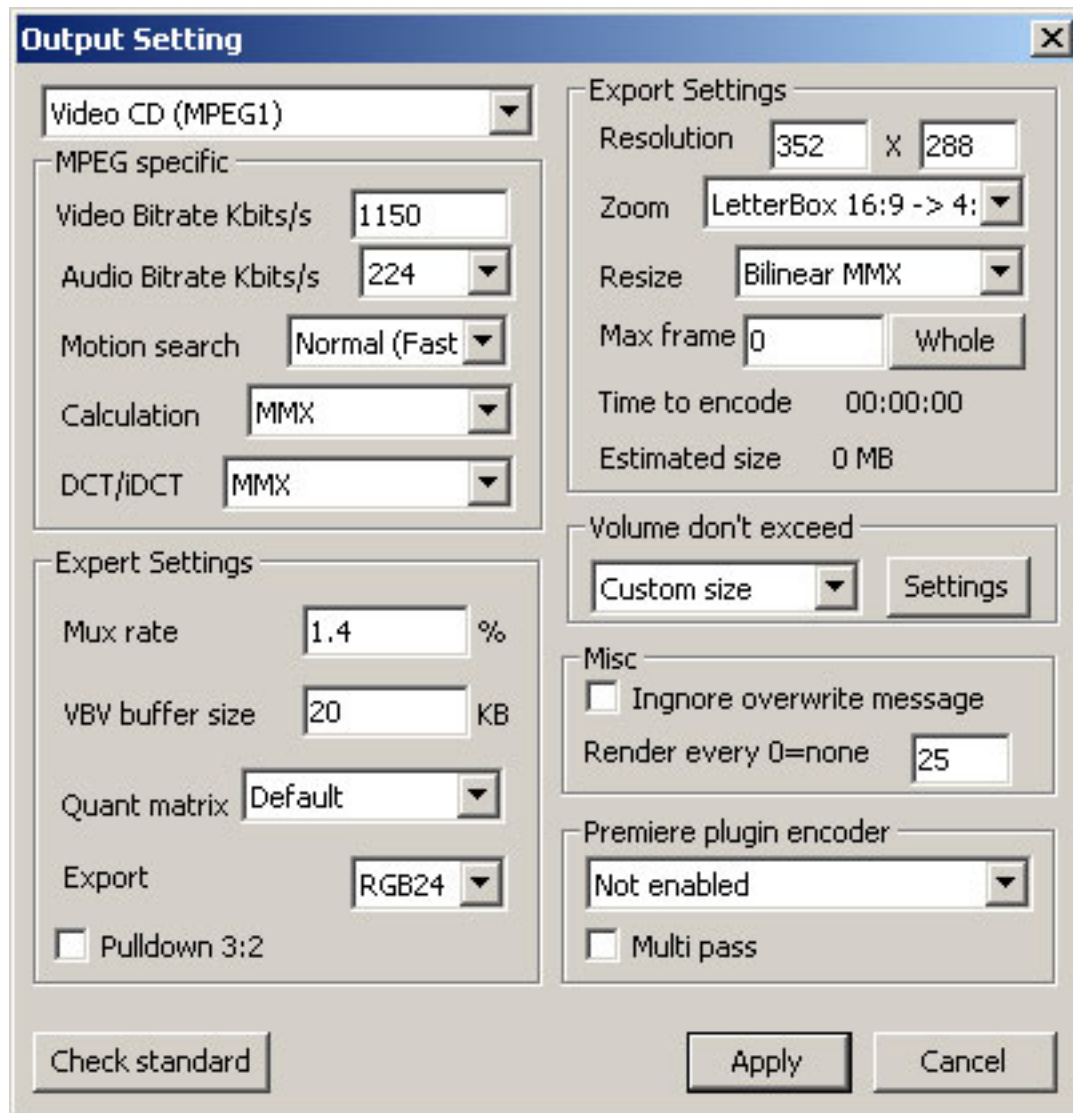 Output Setting
Video CD (MPEG1)
MPEG specific
Video Bitrate Kbits/s 1150
Audio Bitrate Kbits/s 224
Motion search Normal (Fast
Calculation MMX
DCT/iDCT MMX
Expert Settings
Mux rate 1.4 %
VBV buffer size 20 KB
Quant matrix Default
Export RGB24
Pulldown 3:2
Export Settings
Resolution 352 X 288
Zoom LetterBox 16:9 -> 4:
Resize Bilinear MMX
Max frame 0 Whole
Time to encode 00:00:00
Estimated size 0 MB
Volume don't exceed
Custom size Settings
Misc
Ingnore overwrite message
Render every 0=none 25
Premiere plugin encoder
Not enabled
Multi pass
Check standard Apply Cancel